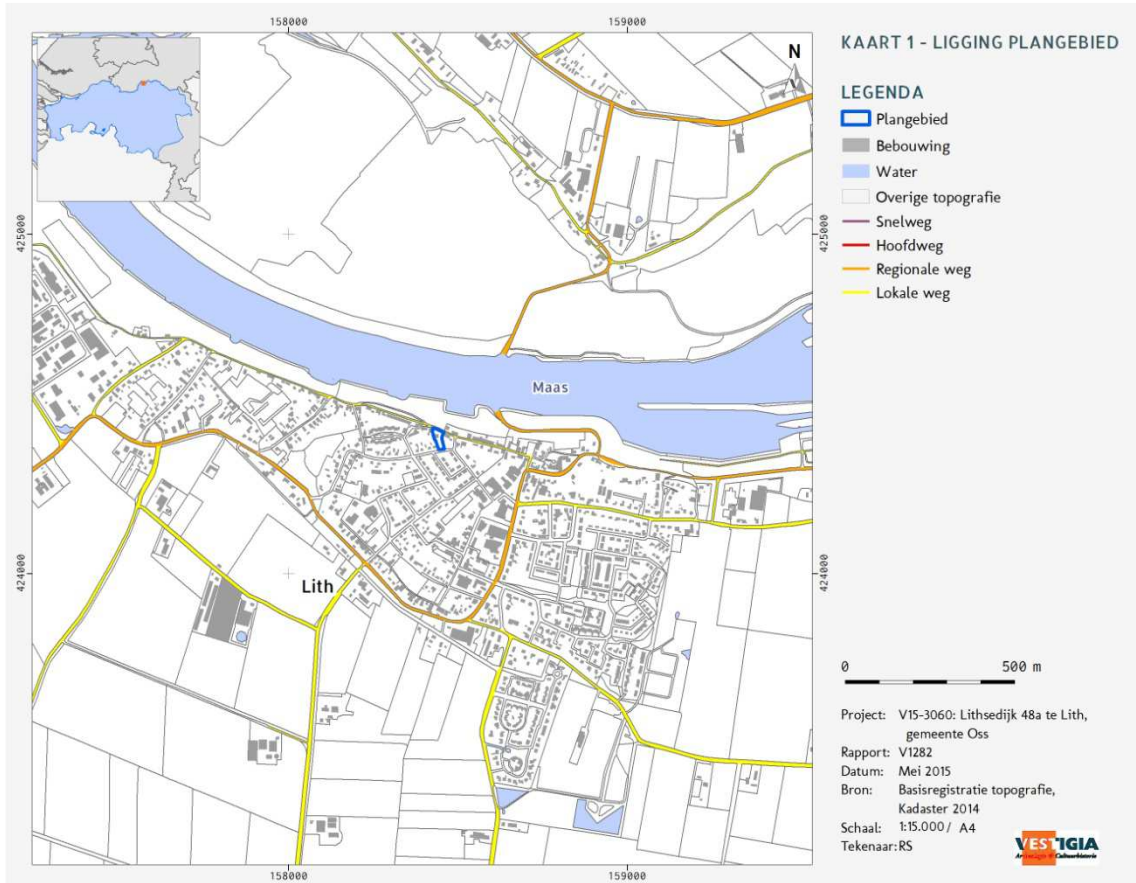 158000
159000
N
425000
425000
Maas
424000
424000
Lith
158000
159000
KAART 1 - LIGGING PLANGEBIED
LEGENDA
Plangebied
Bebouwing
Water
Overige topografie
Snelweg
Hoofdweg
Regionale weg
Lokale weg
0 500 m
Project: V15-3060: Lithsedijk 48a te Lith,
gemeente Oss
Rapport: V1282
Datum: Mei 2015
Bron: Basisregistratie topografie,
Kadaster 2014
Schaal: 1:15.000 / A4
Tekenaar: RS
VESTIGIA
Archeologie & Cultuurhistorie